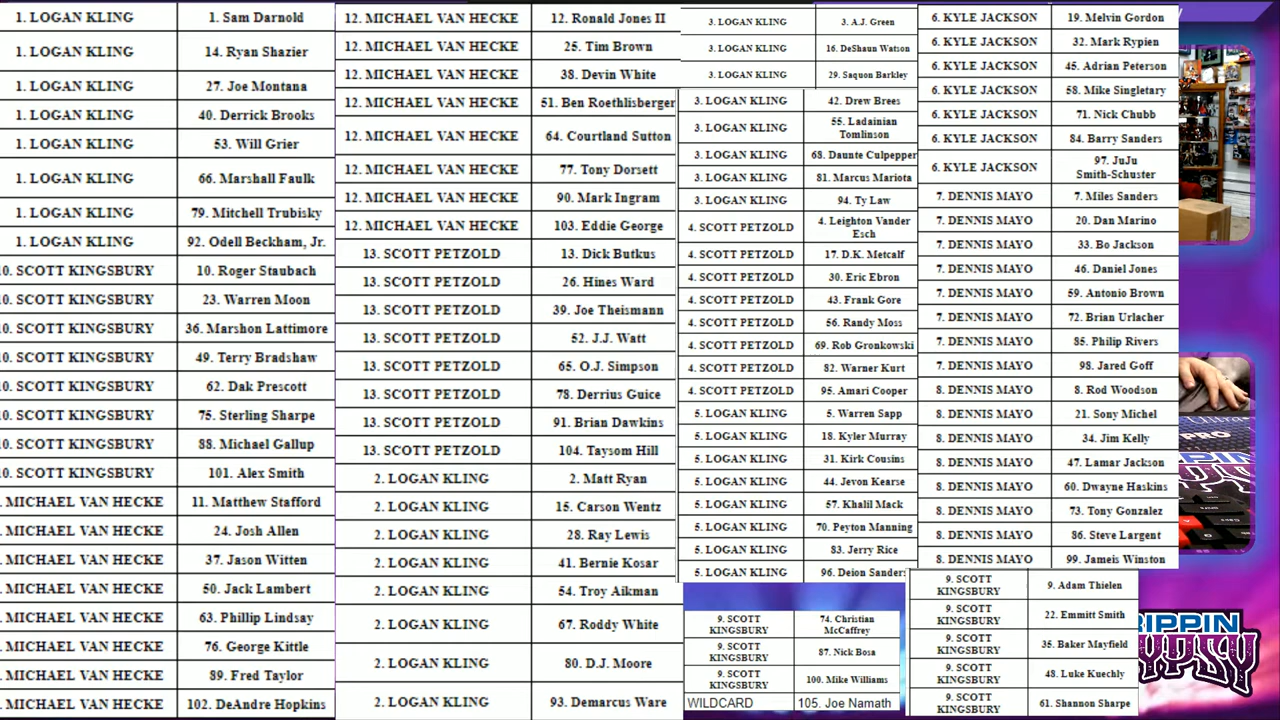 1. LOGAN KLING 1. Sam Darnold
1. LOGAN KLING 14. Ryan Shazier
1. LOGAN KLING 27. Joe Montana
1. LOGAN KLING 40. Derrick Brooks
1. LOGAN KLING 53. Will Grier
1. LOGAN KLING 66. Marshall Faulk
1. LOGAN KLING 79. Mitchell Trubisky
1. LOGAN KLING 92. Odell Beckham, Jr.
0. SCOTT KINGSBURY 10. Roger Staubach
0. SCOTT KINGSBURY 23. Warren Moon
0. SCOTT KINGSBURY 36. Marshon Lattimore
0. SCOTT KINGSBURY 49. Terry Bradshaw
0. SCOTT KINGSBURY 62. Dak Prescott
0. SCOTT KINGSBURY 75. Sterling Sharpe
0. SCOTT KINGSBURY 88. Michael Gallup
0. SCOTT KINGSBURY 101. Alex Smith
. MICHAEL VAN HECKE 11. Matthew Stafford
. MICHAEL VAN HECKE 24. Josh Allen
. MICHAEL VAN HECKE 37. Jason Witten
. MICHAEL VAN HECKE 50. Jack Lambert
. MICHAEL VAN HECKE 63. Phillip Lindsay
. MICHAEL VAN HECKE 76. George Kittle
. MICHAEL VAN HECKE 89. Fred Taylor
. MICHAEL VAN HECKE 102. DeAndre Hopkins
12. MICHAEL VAN HECKE 12. Ronald Jones II
12. MICHAEL VAN HECKE 25. Tim Brown
12. MICHAEL VAN HECKE 38. Devin White
12. MICHAEL VAN HECKE 51. Ben Roethlisberger
12. MICHAEL VAN HECKE 64. Courtland Sutton
12. MICHAEL VAN HECKE 77. Tony Dorsett
12. MICHAEL VAN HECKE 90. Mark Ingram
12. MICHAEL VAN HECKE 103. Eddie George
13. SCOTT PETZOLD 13. Dick Butkus
13. SCOTT PETZOLD 26. Hines Ward
13. SCOTT PETZOLD 39. Joe Theismann
13. SCOTT PETZOLD 52. J.J. Watt
13. SCOTT PETZOLD 65. O.J. Simpson
13. SCOTT PETZOLD 78. Derrius Guice
13. SCOTT PETZOLD 91. Brian Dawkins
13. SCOTT PETZOLD 104. Taysom Hill
2. LOGAN KLING 2. Matt Ryan
2. LOGAN KLING 15. Carson Wentz
2. LOGAN KLING 28. Ray Lewis
2. LOGAN KLING 41. Bernie Kosar
2. LOGAN KLING 54. Troy Aikman
2. LOGAN KLING 67. Roddy White
2. LOGAN KLING 80. D.J. Moore
2. LOGAN KLING 93. Demarcus Ware
3. LOGAN KLING 3. A.J. Green
3. LOGAN KLING 16. DeShaun Watson
3. LOGAN KLING 29. Saquon Barkley
3. LOGAN KLING 42. Drew Brees
3. LOGAN KLING 55. Ladainian
Tomlinson
3. LOGAN KLING 68. Daunte Culpepper
3. LOGAN KLING 81. Marcus Mariota
3. LOGAN KLING 94. Ty Law
4. SCOTT PETZOLD 4. Leighton Vander
Esch
4. SCOTT PETZOLD 17. D.K. Metcalf
4. SCOTT PETZOLD 30. Eric Ebron
4. SCOTT PETZOLD 43. Frank Gore
4. SCOTT PETZOLD 56. Randy Moss
4. SCOTT PETZOLD 69. Rob Gronkowski
4. SCOTT PETZOLD 82. Warner Kurt
4. SCOTT PETZOLD 95. Amari Cooper
5. LOGAN KLING 5. Warren Sapp
5. LOGAN KLING 18. Kyler Murray
5. LOGAN KLING 31. Kirk Cousins
5. LOGAN KLING 44. Jevon Kearse
5. LOGAN KLING 57. Khalil Mack
5. LOGAN KLING 70. Peyton Manning
5. LOGAN KLING 83. Jerry Rice
5. LOGAN KLING 96. Deion Sanders
9. SCOTT
KINGSBURY 74. Christian
McCaffrey
9. SCOTT
KINGSBURY 87. Nick Bosa
9. SCOTT
KINGSBURY 100. Mike Williams
WILDCARD 105. Joe Namath
6. KYLE JACKSON 19. Melvin Gordon
6. KYLE JACKSON 32. Mark Rypien
6. KYLE JACKSON 45. Adrian Peterson
6. KYLE JACKSON 58. Mike Singletary
6. KYLE JACKSON 71. Nick Chubb
6. KYLE JACKSON 84. Barry Sanders
6. KYLE JACKSON 97. JuJu
Smith-Schuster
7. DENNIS MAYO 7. Miles Sanders
7. DENNIS MAYO 20. Dan Marino
7. DENNIS MAYO 33. Bo Jackson
7. DENNIS MAYO 46. Daniel Jones
7. DENNIS MAYO 59. Antonio Brown
7. DENNIS MAYO 72. Brian Urlacher
7. DENNIS MAYO 85. Philip Rivers
7. DENNIS MAYO 98. Jared Goff
8. DENNIS MAYO 8. Rod Woodson
8. DENNIS MAYO 21. Sony Michel
8. DENNIS MAYO 34. Jim Kelly
8. DENNIS MAYO 47. Lamar Jackson
8. DENNIS MAYO 60. Dwayne Haskins
8. DENNIS MAYO 73. Tony Gonzalez
8. DENNIS MAYO 86. Steve Largent
8. DENNIS MAYO 99. Jameis Winston
9. SCOTT
KINGSBURY 9. Adam Thielen
9. SCOTT
KINGSBURY 22. Emmitt Smith
9. SCOTT
KINGSBURY 35. Baker Mayfield
9. SCOTT
KINGSBURY 48. Luke Kuechly
9. SCOTT
KINGSBURY 61. Shannon Sharpe
PRO
RIPPIN
YPSY